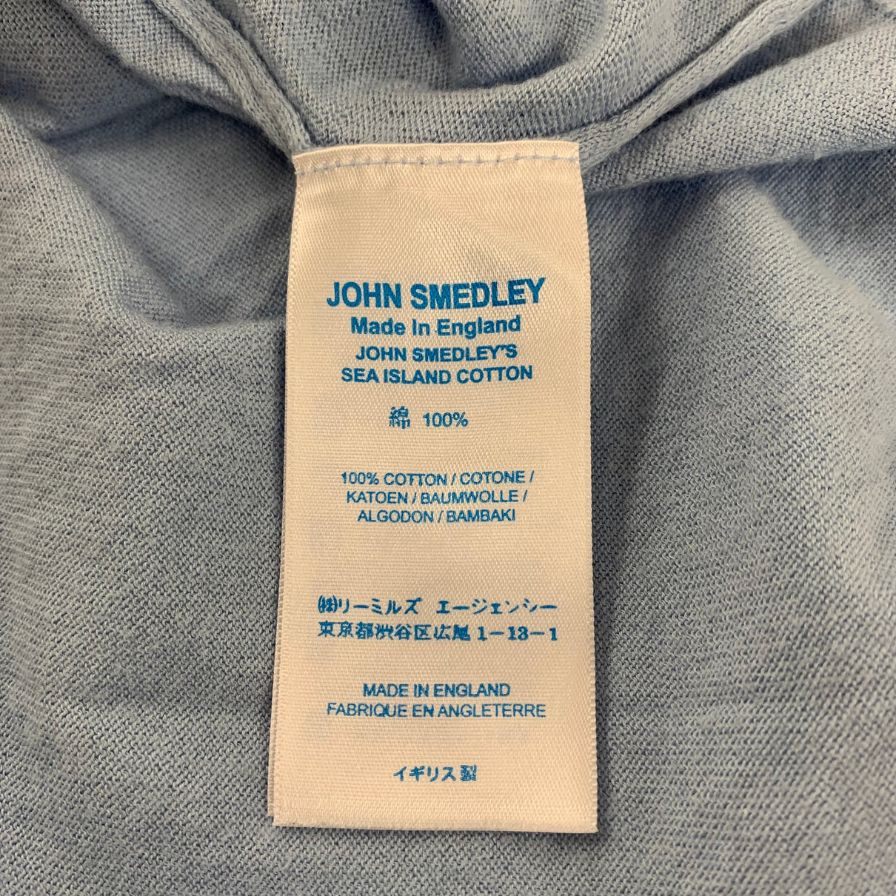 JOHN SMEDLEY
Made In England
JOHN SMEDLEY'S
SEA ISLAND COTTON
綿 100%
100% COTTON / COTONE /
KATOEN / BAUMWOLLE /
ALGODON / BAMBAKI
㈱リーミルズ エージェンシー
東京都渋谷区広尾 1-13-1
MADE IN ENGLAND
FABRIQUE EN ANGLETERRE
イギリス製